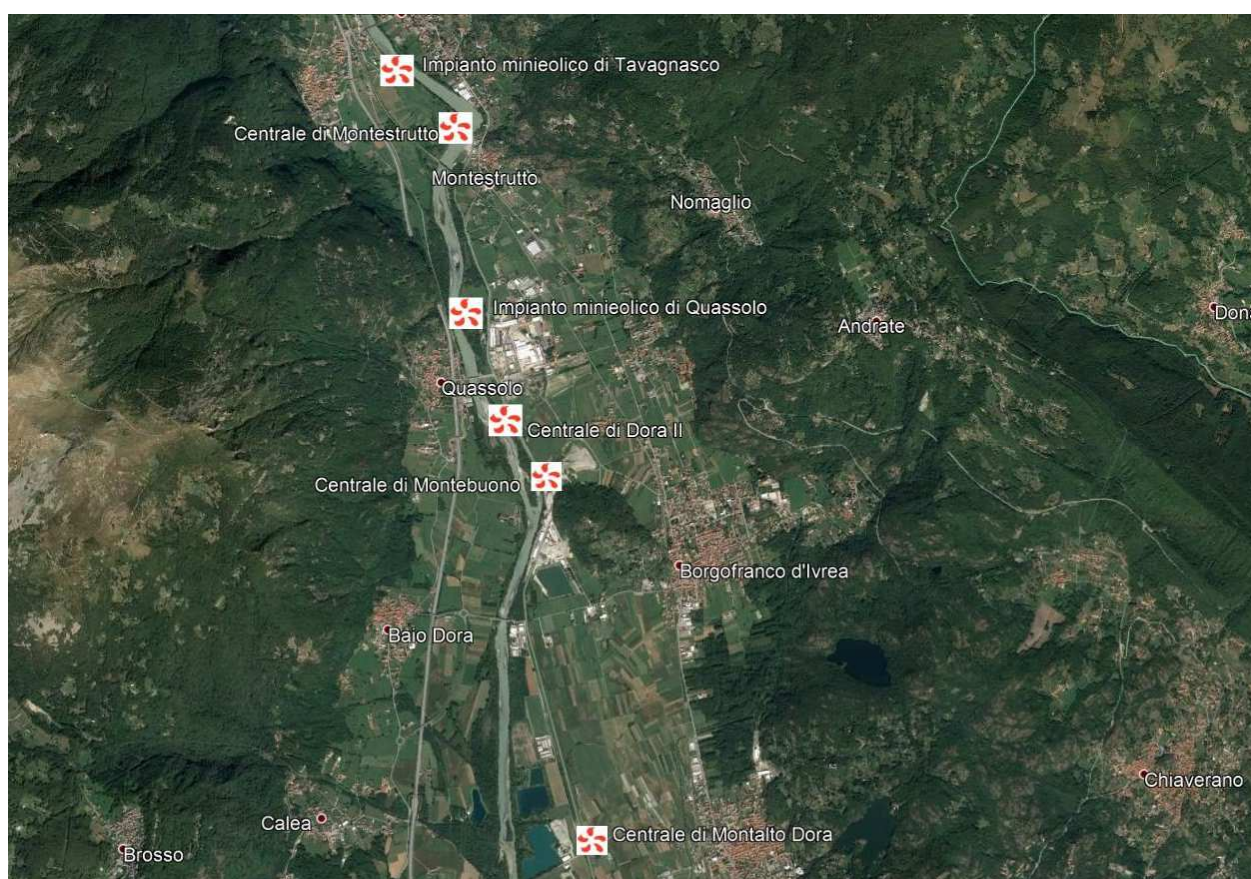 Impianto minieolico di Tavagnasco
Centrale di Montestrutto
Montestrutto
Nomaglio
Impianto minieolico di Quassolo
Dona
Andrate
Quassolo
Centrale di Dora II
Centrale di Montebuono
Borgofranco d'Ivrea
Baio Dora
Chiaverano
Calea
Centrale di Montalto Dora
Brosso